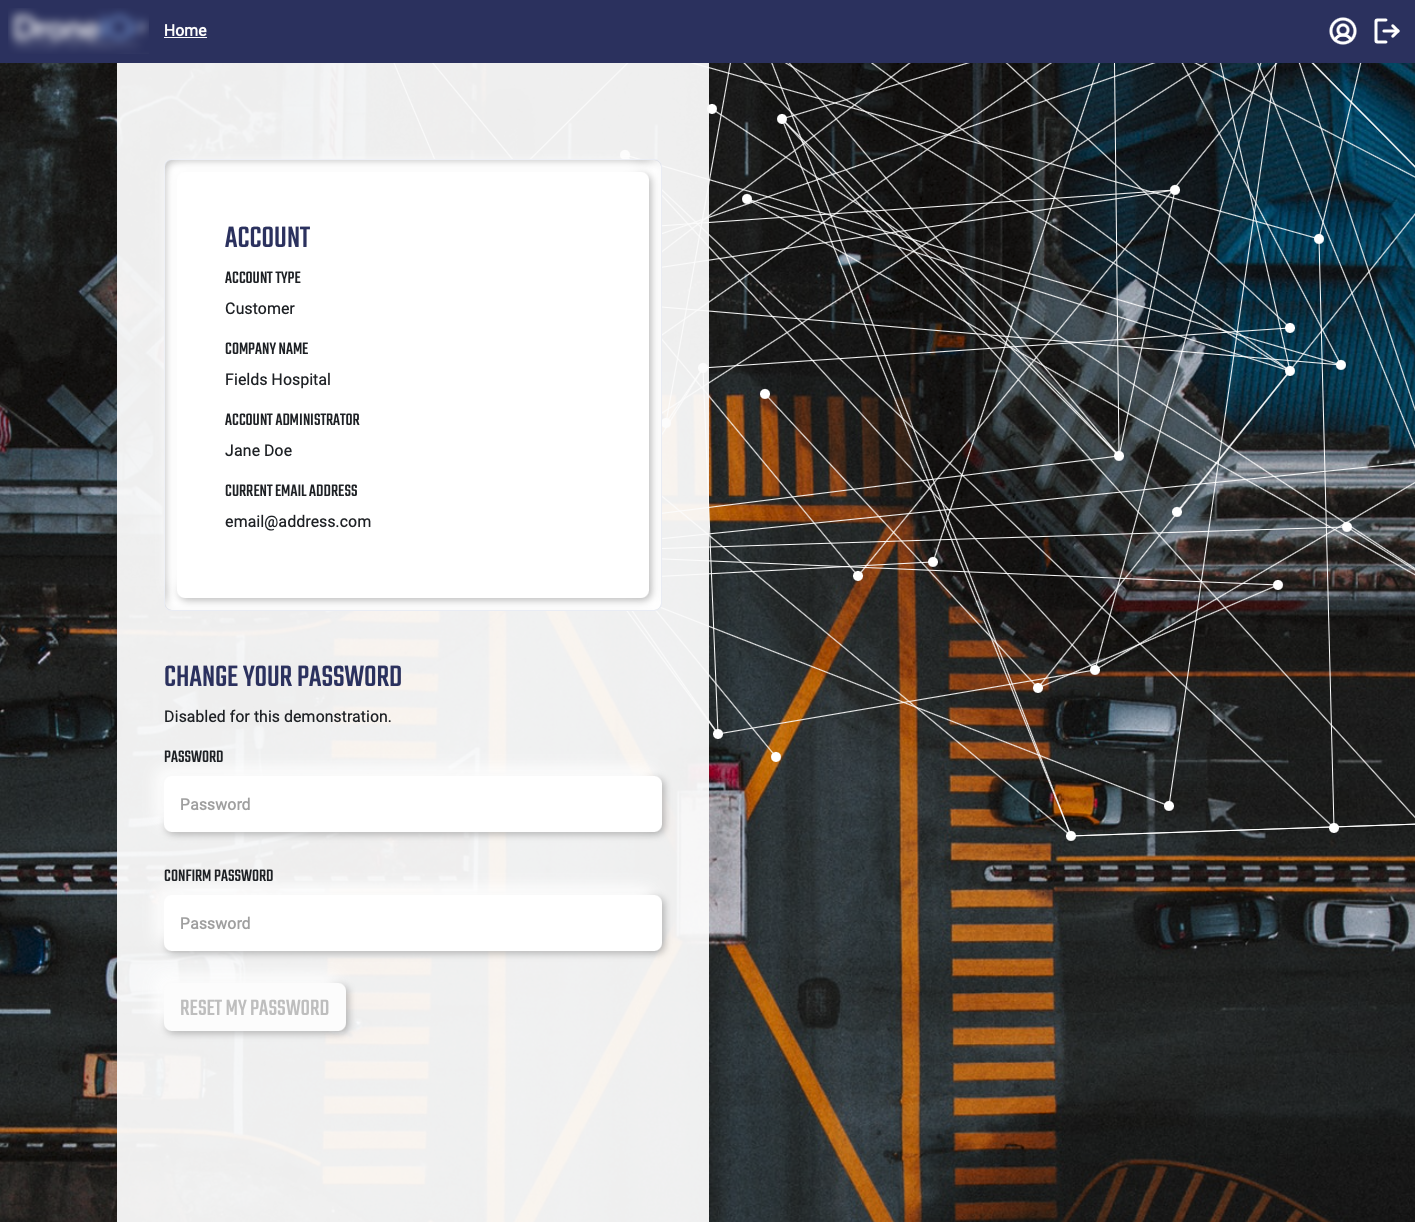 Home
ACCOUNT
ACCOUNT TYPE
Customer
COMPANY NAME
Fields Hospital
ACCOUNT ADMINISTRATOR
Jane Doe
CURRENT EMAIL ADDRESS
email@address.com
CHANGE YOUR PASSWORD
Disabled for this demonstration.
PASSWORD
Password
CONFIRM PASSWORD
Password
RESET MY PASSWORD